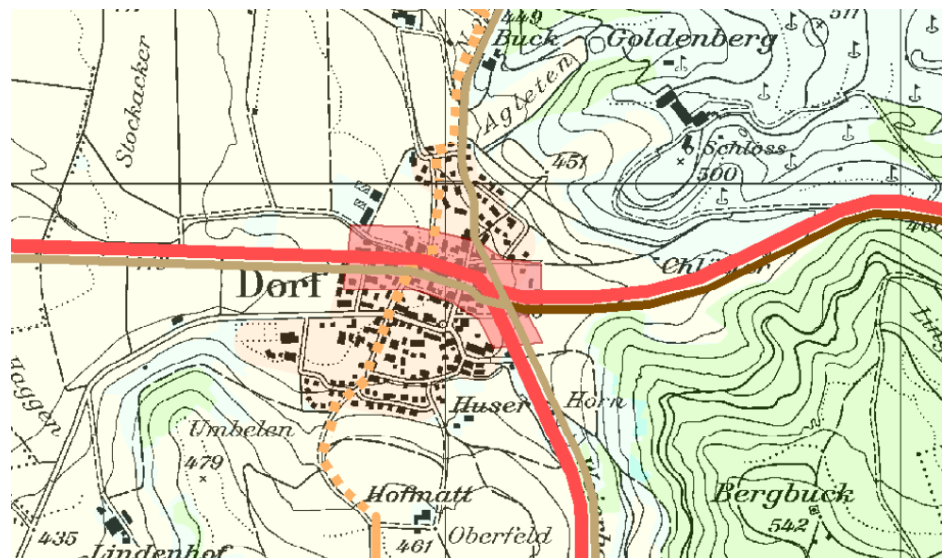 449
511
Buck
Goldenberg
Stockacker
Agleten
451
Schloss
500
Dorf
Umbelen
479
Huser
Horn
Hofmatt
Bergbuck
542
435
Lindenhof
461
Oberfeld